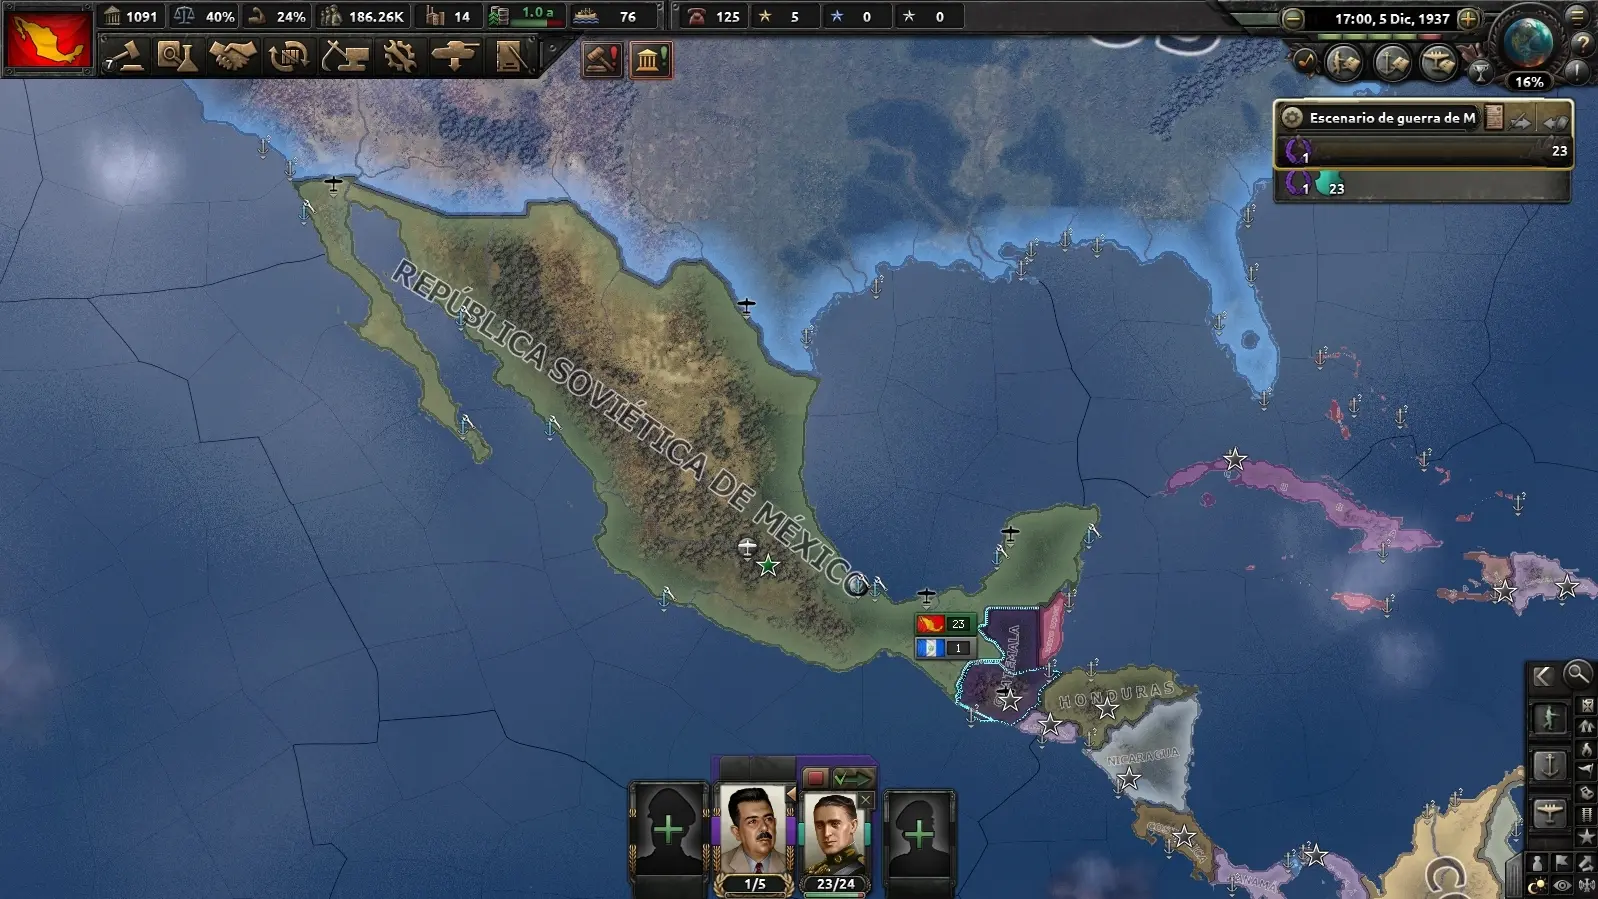 1091
40%
24%
186.26K
14
1.0 a
76
125
5
0
0
17:00, 5 Dic, 1937
7
16%
Escenario de guerra de M
1
23
1
23
REPÚBLICA SOVIÉTICA DE MÉXICO
23
1
HONDURAS
NICARAGUA
PANAMA
1/5
23/24